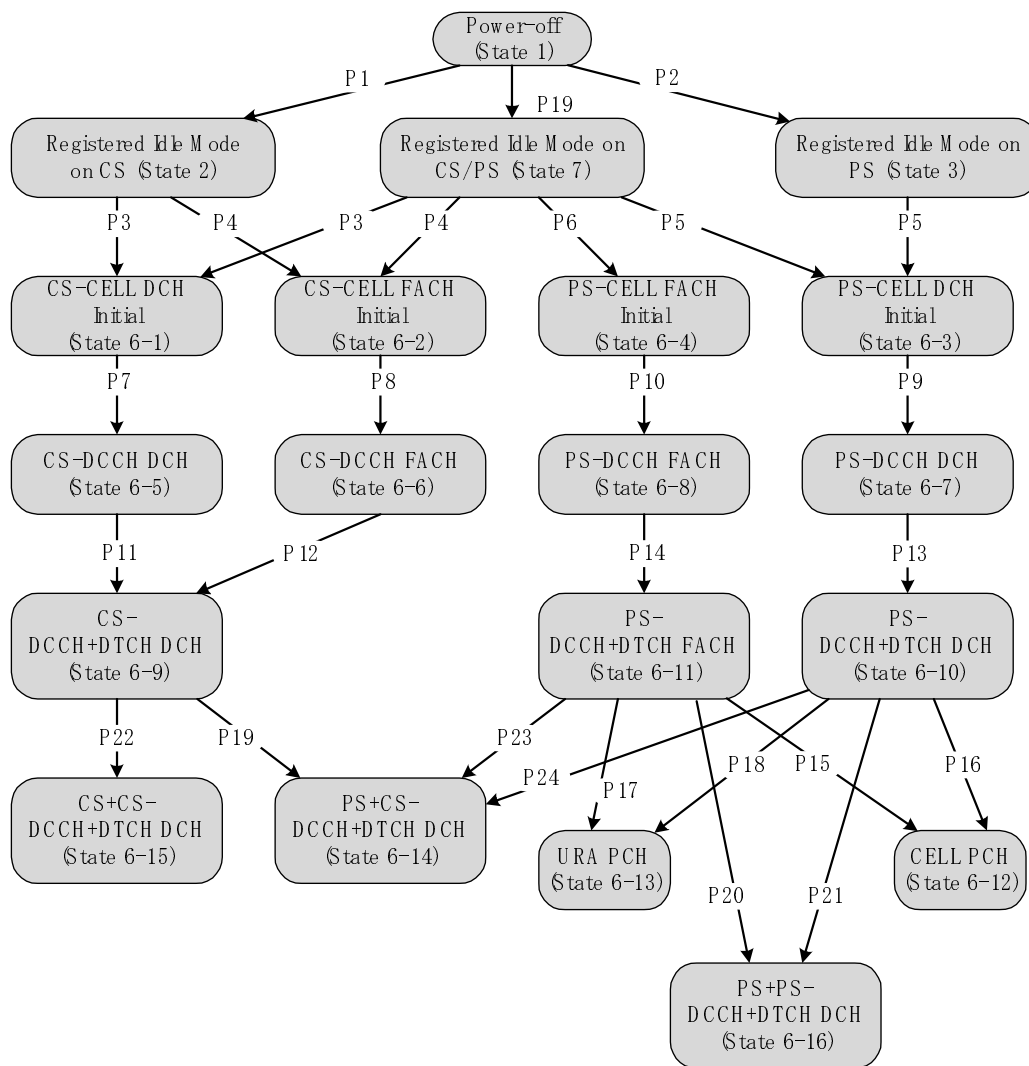 Power-off
(State 1)
P1
P19
P2
Registered Idle Mode
on CS (State 2)
Registered Idle Mode on
CS/PS (State 7)
Registered Idle Mode on
PS (State 3)
P3
P4
P3
P4
P6
P5
P5
CS-CELL DCH
Initial
(State 6-1)
CS-CELL FACH
Initial
(State 6-2)
PS-CELL FACH
Initial
(State 6-4)
PS-CELL DCH
Initial
(State 6-3)
P7
P8
P10
P9
CS-DCCH DCH
(State 6-5)
CS-DCCH FACH
(State 6-6)
PS-DCCH FACH
(State 6-8)
PS-DCCH DCH
(State 6-7)
P11
P12
P14
P13
CS-
DCCH+DTCH DCH
(State 6-9)
PS-
DCCH+DTCH FACH
(State 6-11)
PS-
DCCH+DTCH DCH
(State 6-10)
P22
P19
P23
P24
P17
P18
P15
P16
CS+CS-
DCCH+DTCH DCH
(State 6-15)
PS+CS-
DCCH+DTCH DCH
(State 6-14)
URA PCH
(State 6-13)
CELL PCH
(State 6-12)
P20
P21
PS+PS-
DCCH+DTCH DCH
(State 6-16)